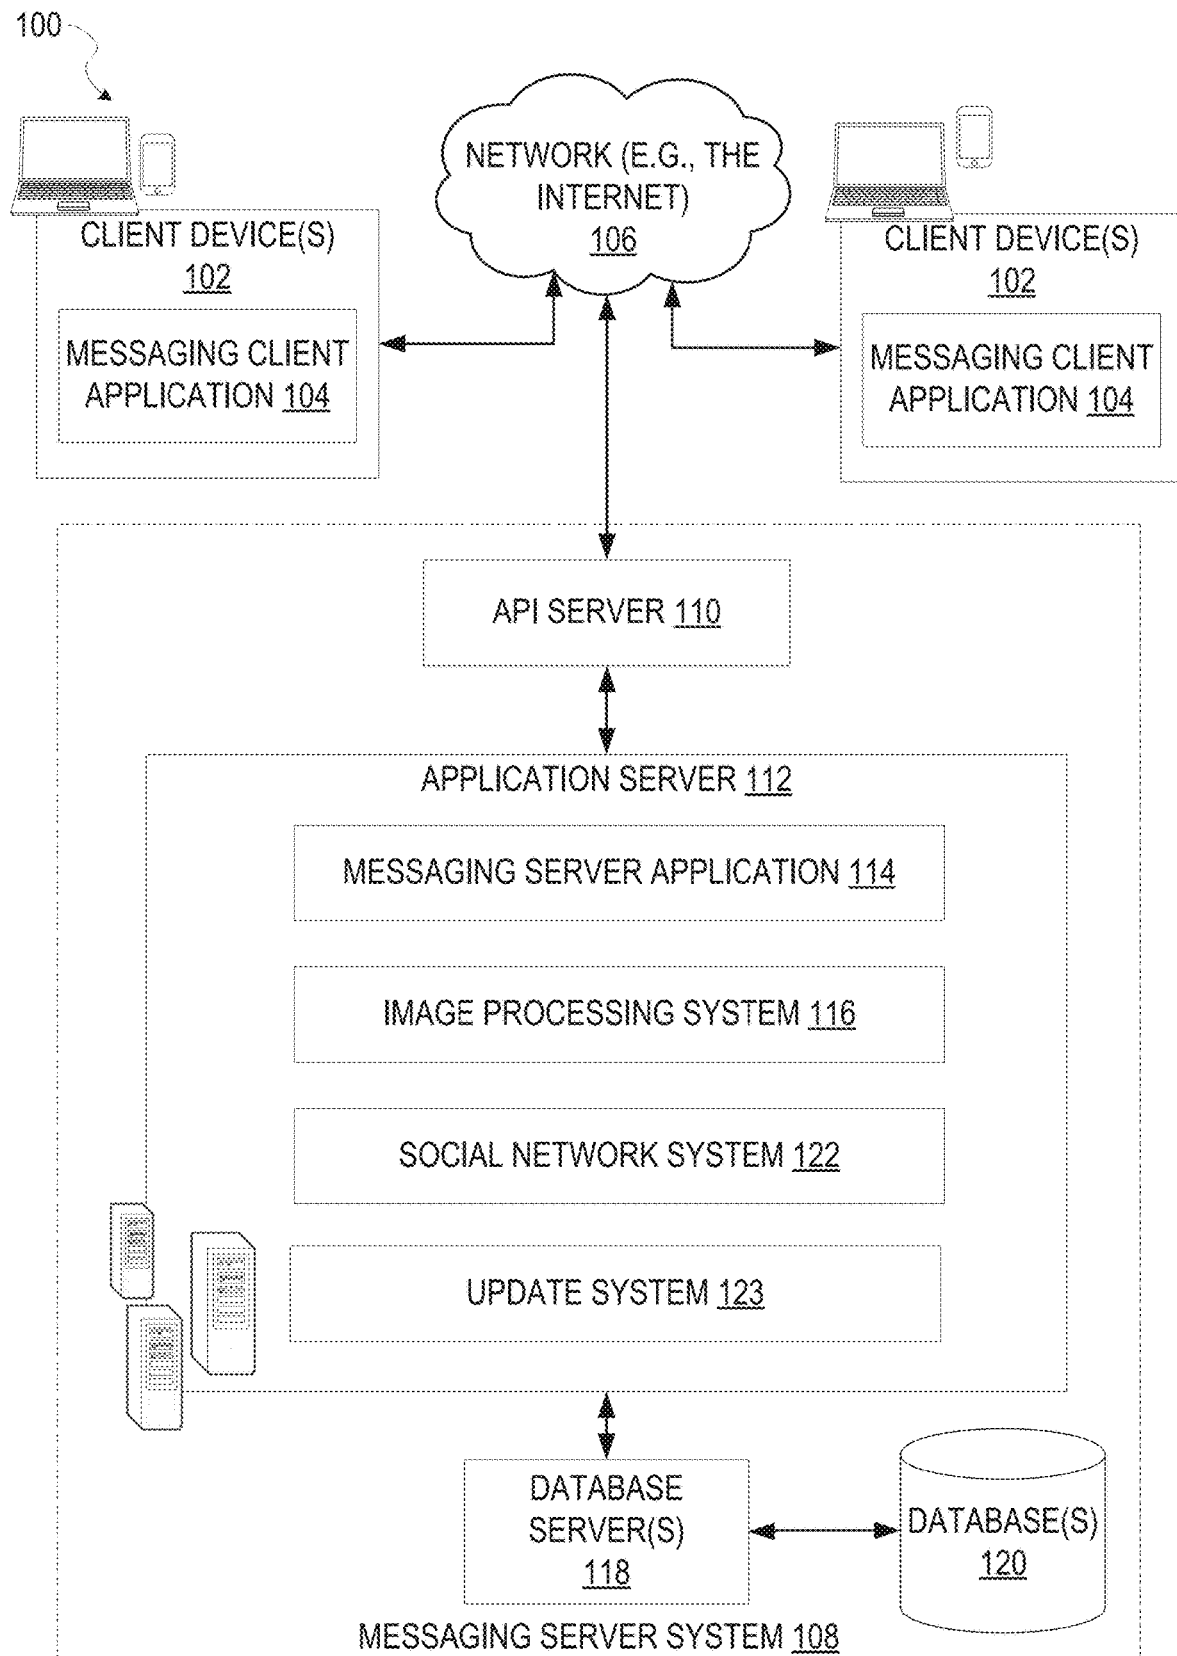 100
NETWORK (E.G., THE
INTERNET)
106
CLIENT DEVICE(S)
102
MESSAGING CLIENT
APPLICATION 104
CLIENT DEVICE(S)
102
MESSAGING CLIENT
APPLICATION 104
API SERVER 110
APPLICATION SERVER 112
MESSAGING SERVER APPLICATION 114
IMAGE PROCESSING SYSTEM 116
SOCIAL NETWORK SYSTEM 122
UPDATE SYSTEM 123
DATABASE
SERVER(S)
118
DATABASE(S)
120
MESSAGING SERVER SYSTEM 108